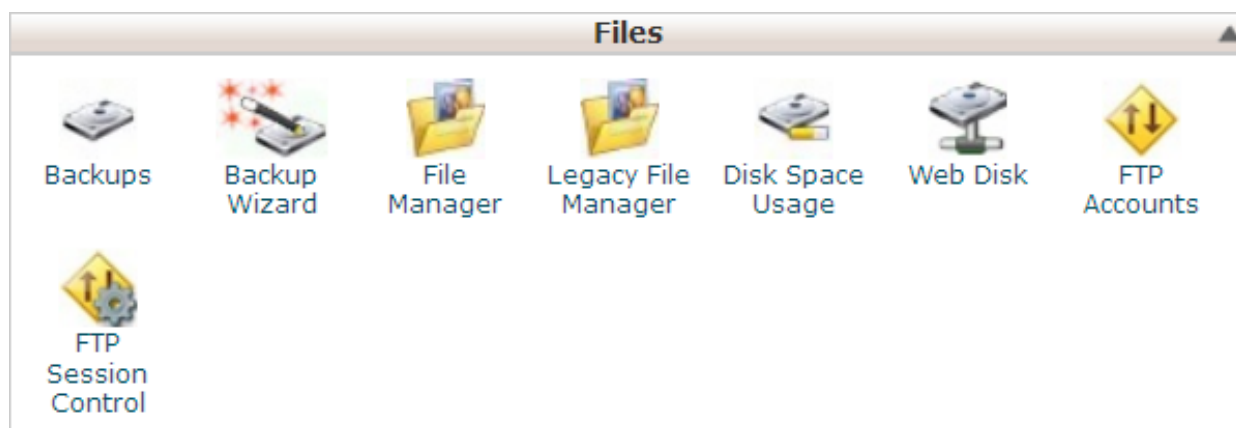 Files
Backups
Backup
Wizard
File
Manager
Legacy File
Manager
Disk Space
Usage
Web Disk
FTP
Accounts
FTP
Session
Control